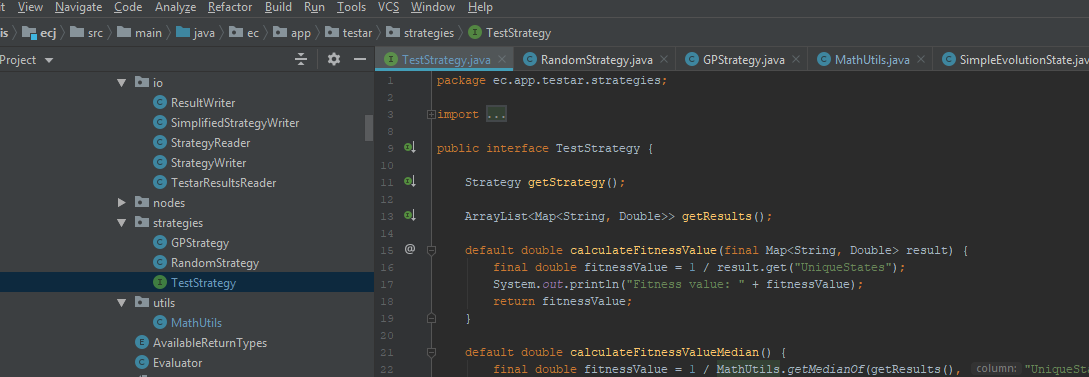 it View Navigate Code Analyze Refactor Build Run Tools VCS Window Help
is ecj src main java ec app testar strategies TestStrategy
Project
io
ResultWriter
SimplifiedStrategyWriter
StrategyReader
StrategyWriter
TestarResultsReader
nodes
strategies
GPStrategy
RandomStrategy
TestStrategy
utils
MathUtils
AvailableReturnTypes
Evaluator
TestStrategy.java RandomStrategy.java GPStrategy.java MathUtils.java SimpleEvolutionState.jav
1 package ec.app.testar.strategies;
2
3 import ...
8
9 public interface TestStrategy {
10
11 Strategy getStrategy();
12
13 ArrayList<Map<String, Double>> getResults();
14
15 @ default double calculateFitnessValue(final Map<String, Double> result) {
16 final double fitnessValue = 1 / result.get("UniqueStates");
17 System.out.println("Fitness value: " + fitnessValue);
18 return fitnessValue;
19 }
20
21 default double calculateFitnessValueMedian() {
22 final double fitnessValue = 1 / MathUtils.getMedianOf(getResults(), column: "UniqueSta